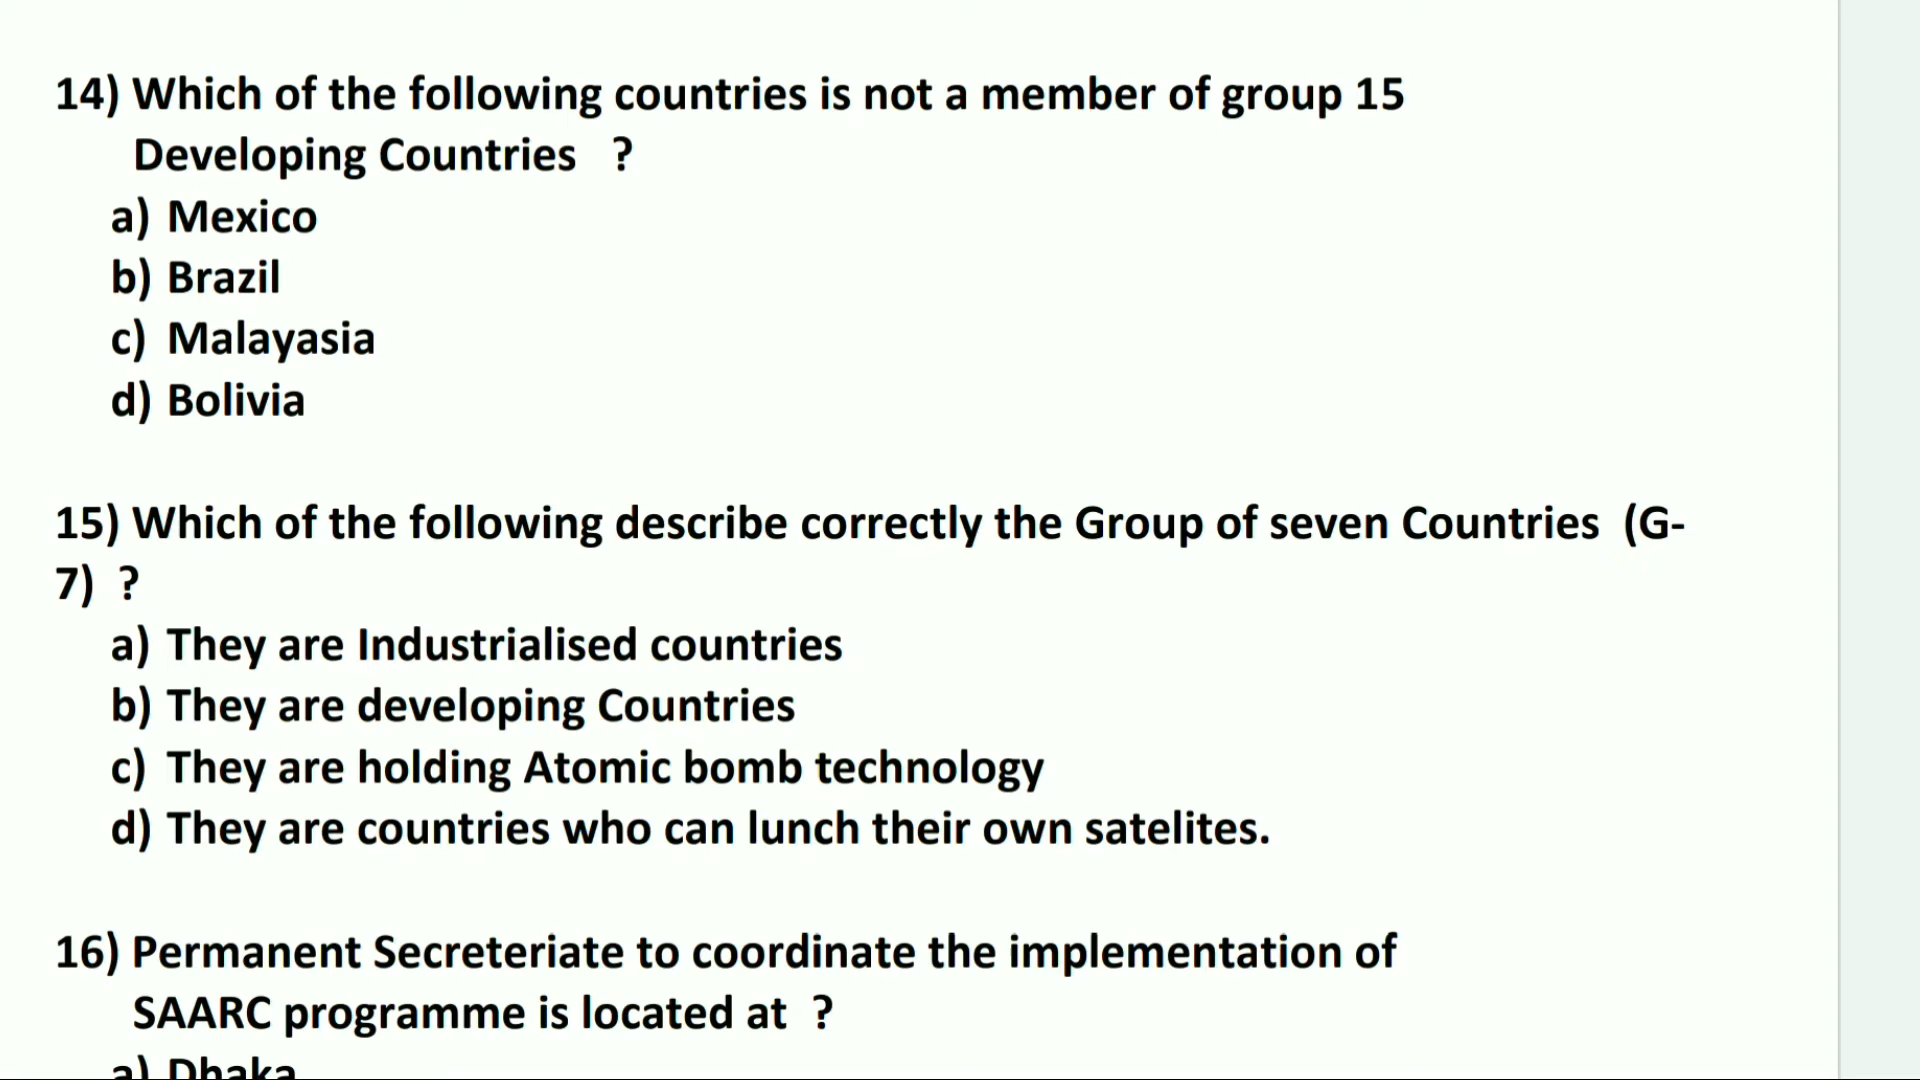 14) Which of the following countries is not a member of group 15
Developing Countries ?
a) Mexico
b) Brazil
c) Malayasia
d) Bolivia
15) Which of the following describe correctly the Group of seven Countries (G-
7) ?
a) They are Industrialised countries
b) They are developing Countries
c) They are holding Atomic bomb technology
d) They are countries who can lunch their own satelites.
16) Permanent Secreteriate to coordinate the implementation of
SAARC programme is located at ?
a) Dhaka